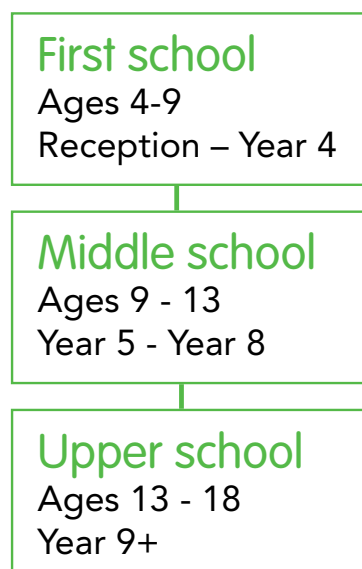 First school
Ages 4-9
Reception – Year 4
Middle school
Ages 9 - 13
Year 5 - Year 8
Upper school
Ages 13 - 18
Year 9+